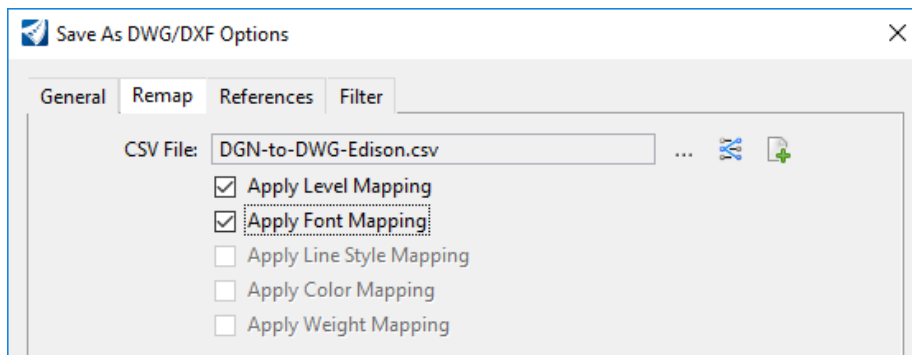 Save As DWG/DXF Options
General Remap References Filter
CSV File: DGN-to-DWG-Edison.csv ...
Apply Level Mapping
Apply Font Mapping
Apply Line Style Mapping
Apply Color Mapping
Apply Weight Mapping